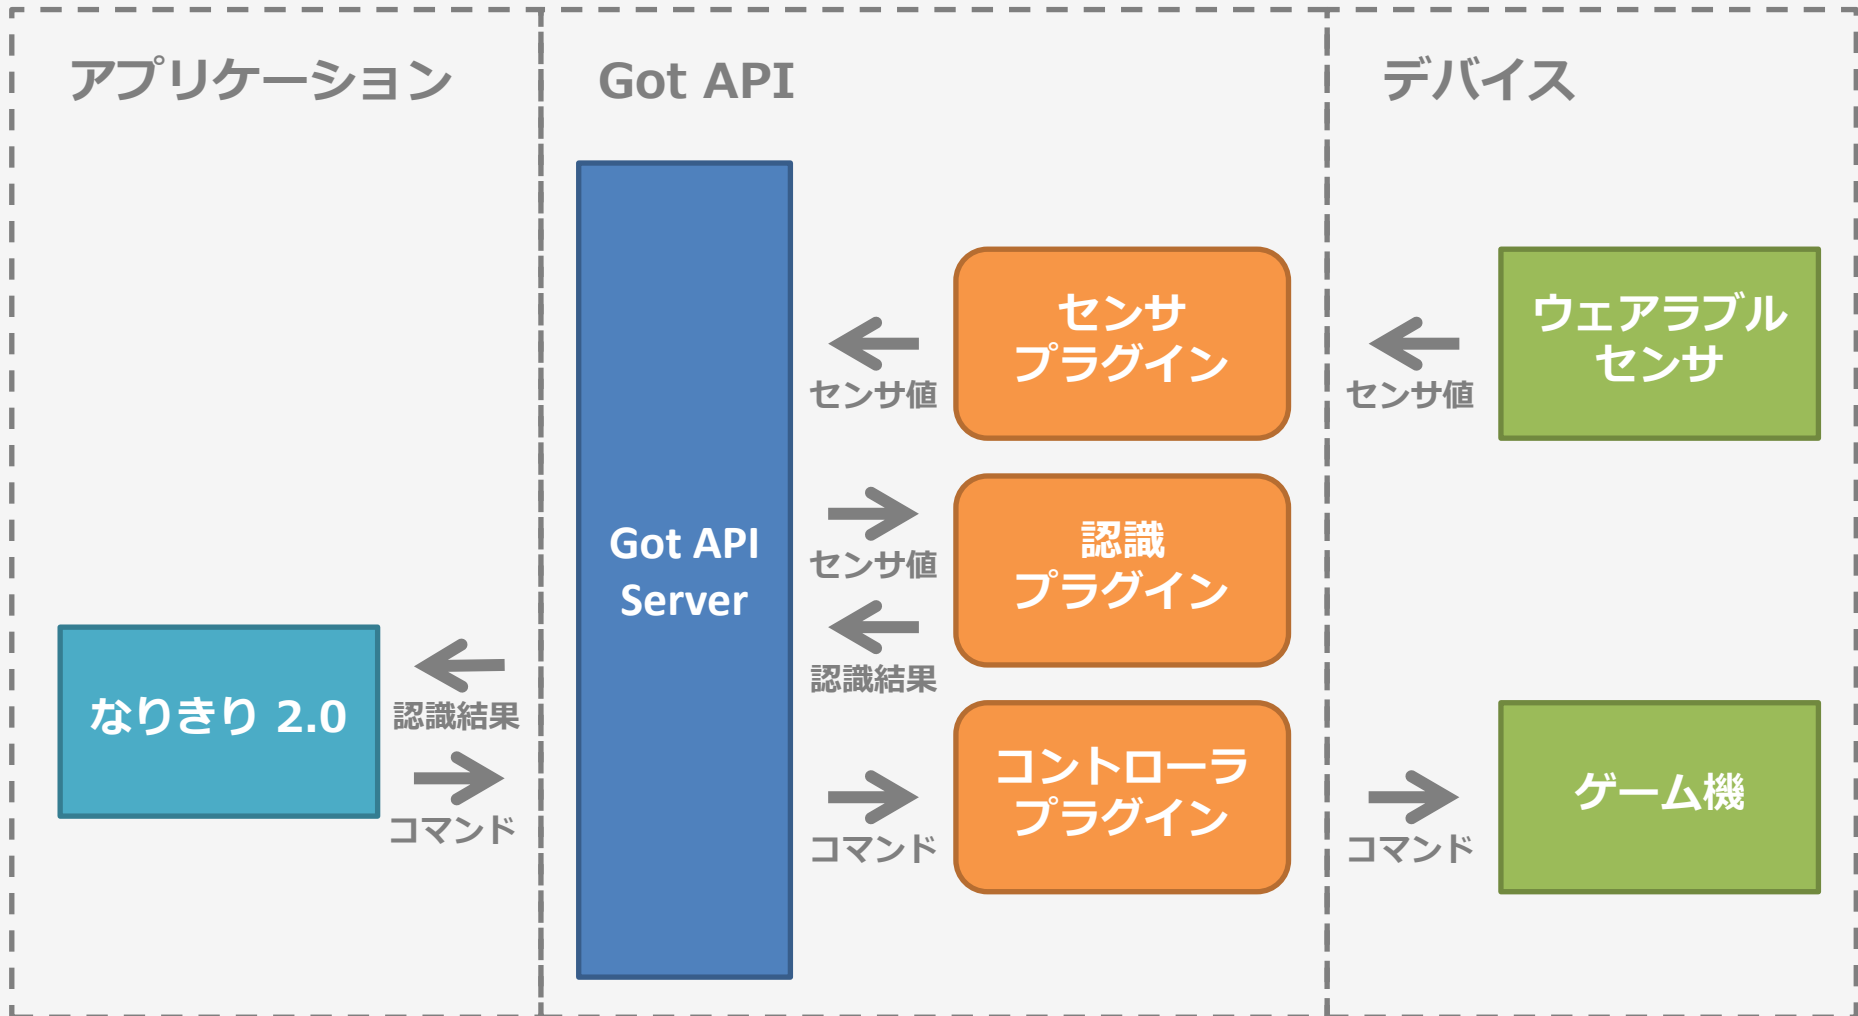 アプリケーション
Got API
デバイス
センサ
プラグイン
ウェアラブル
センサ
センサ値
センサ値
Got API
Server
認識
プラグイン
センサ値
認識結果
なりきり 2.0
認識結果
コマンド
コントローラ
プラグイン
コマンド
ゲーム機
コマンド